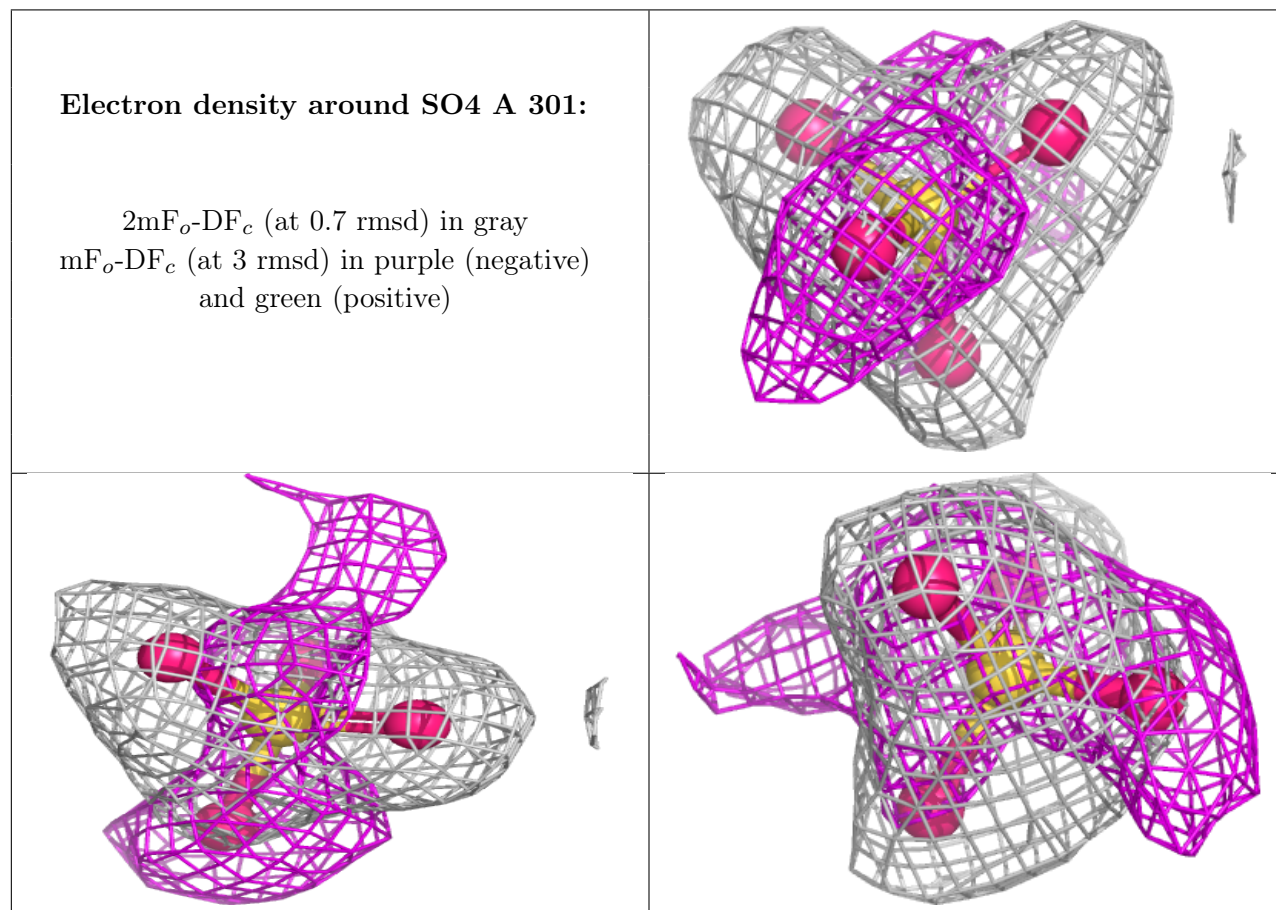 Electron density around SO4 A 301:
2mFo-DFc (at 0.7 rmsd) in gray
mFo-DFc (at 3 rmsd) in purple (negative)
and green (positive)